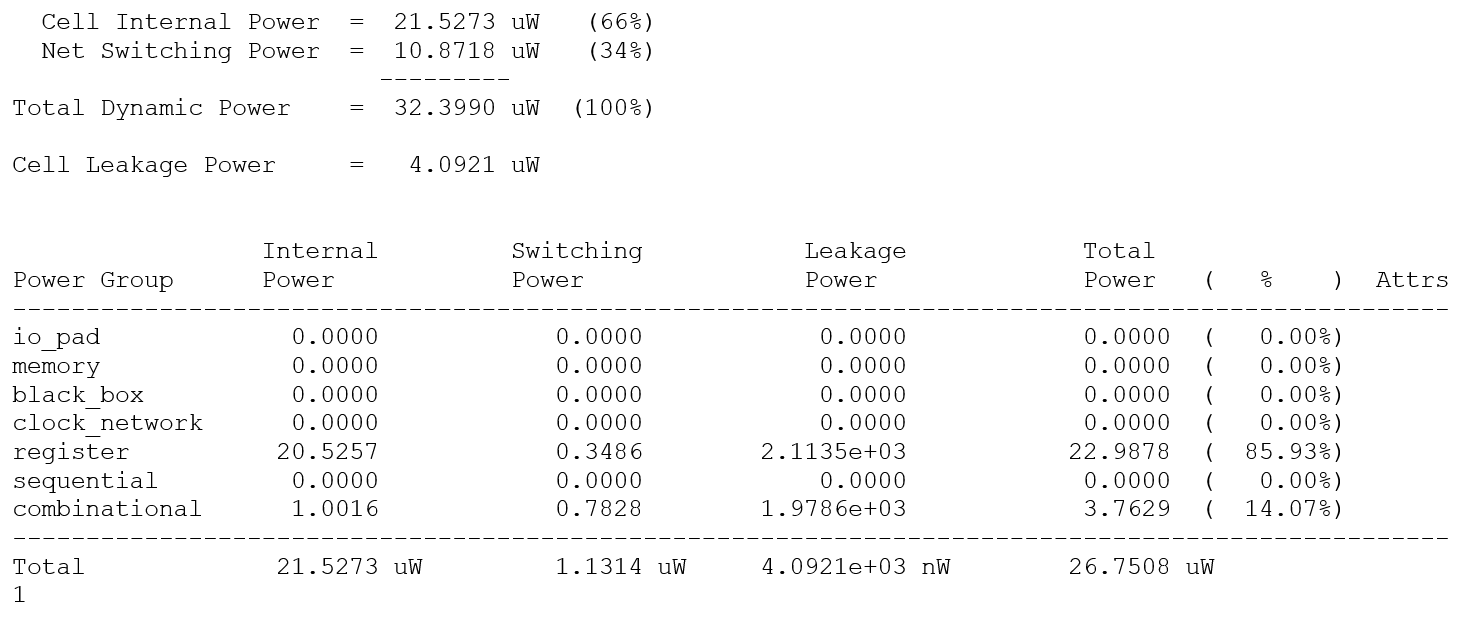 Cell Internal Power  =  21.5273 uW   (66%)
  Net Switching Power  =  10.8718 uW   (34%)
                         ---------
Total Dynamic Power    =  32.3990 uW  (100%)

Cell Leakage Power     =   4.0921 uW

                 Internal         Switching           Leakage            Total
Power Group      Power            Power               Power              Power   (   %    )  Attrs
--------------------------------------------------------------------------------------------------
io_pad             0.0000            0.0000            0.0000            0.0000  (   0.00%)
memory             0.0000            0.0000            0.0000            0.0000  (   0.00%)
black_box          0.0000            0.0000            0.0000            0.0000  (   0.00%)
clock_network      0.0000            0.0000            0.0000            0.0000  (   0.00%)
register          20.5257            0.3486        2.1135e+03           22.9878  (  85.93%)
sequential         0.0000            0.0000            0.0000            0.0000  (   0.00%)
combinational      1.0016            0.7828        1.9786e+03            3.7629  (  14.07%)
--------------------------------------------------------------------------------------------------
Total             21.5273 uW         1.1314 uW     4.0921e+03 nW        26.7508 uW
1